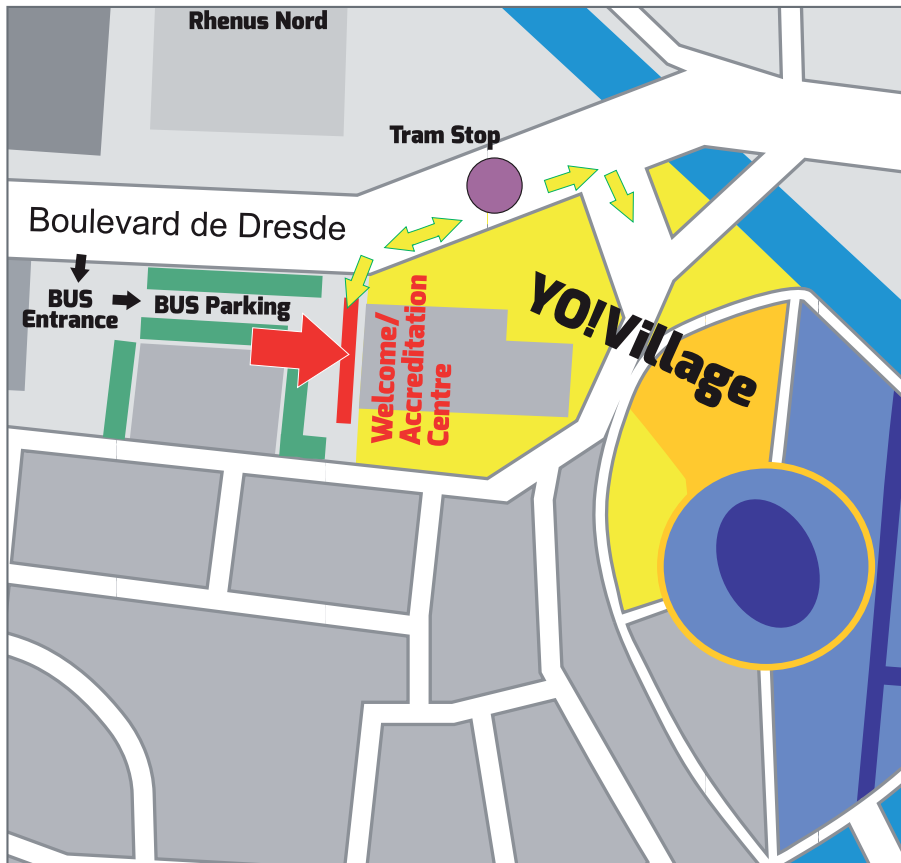 Rhenus Nord
Tram Stop
Boulevard de Dresde
BUS
Entrance
BUS Parking
Welcome/
Accreditation
Centre
YO!Village